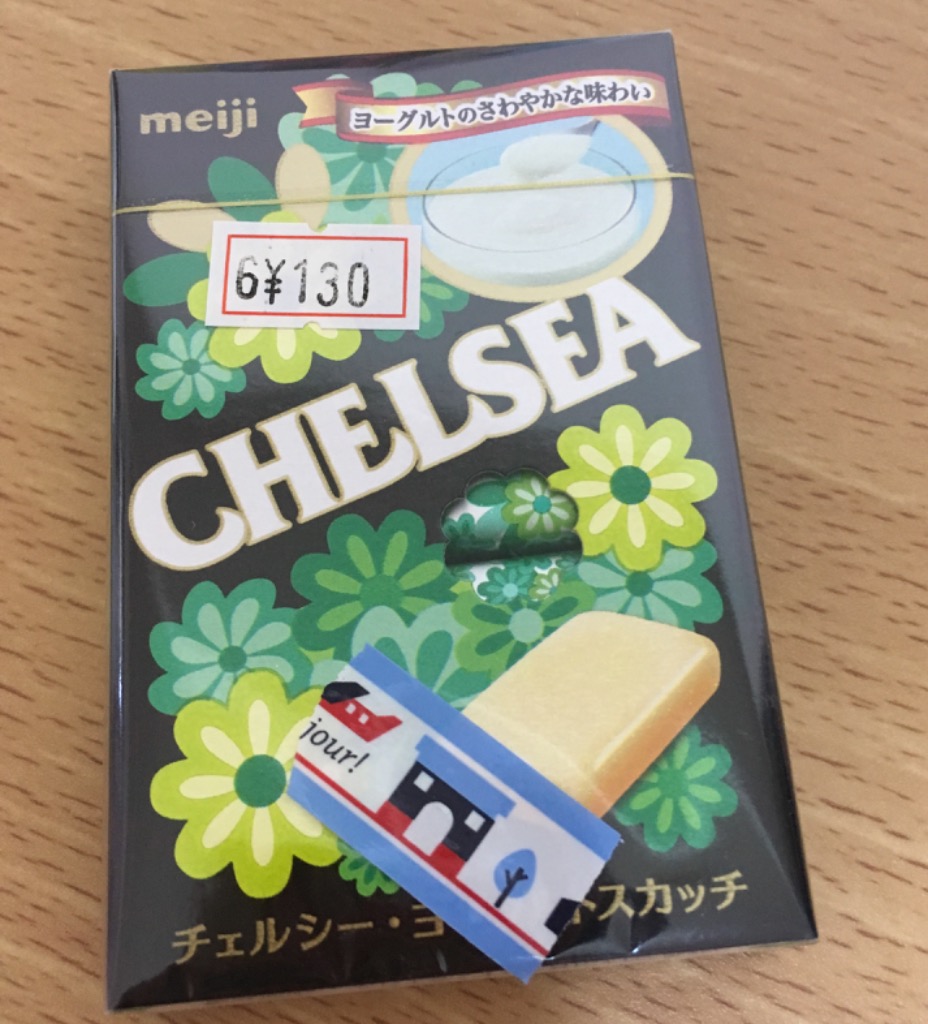 meiji
ヨーグルトのさわやかな味わい
6¥130
CHELSEA
jour!
チェルシー・ヨ
スカッチ